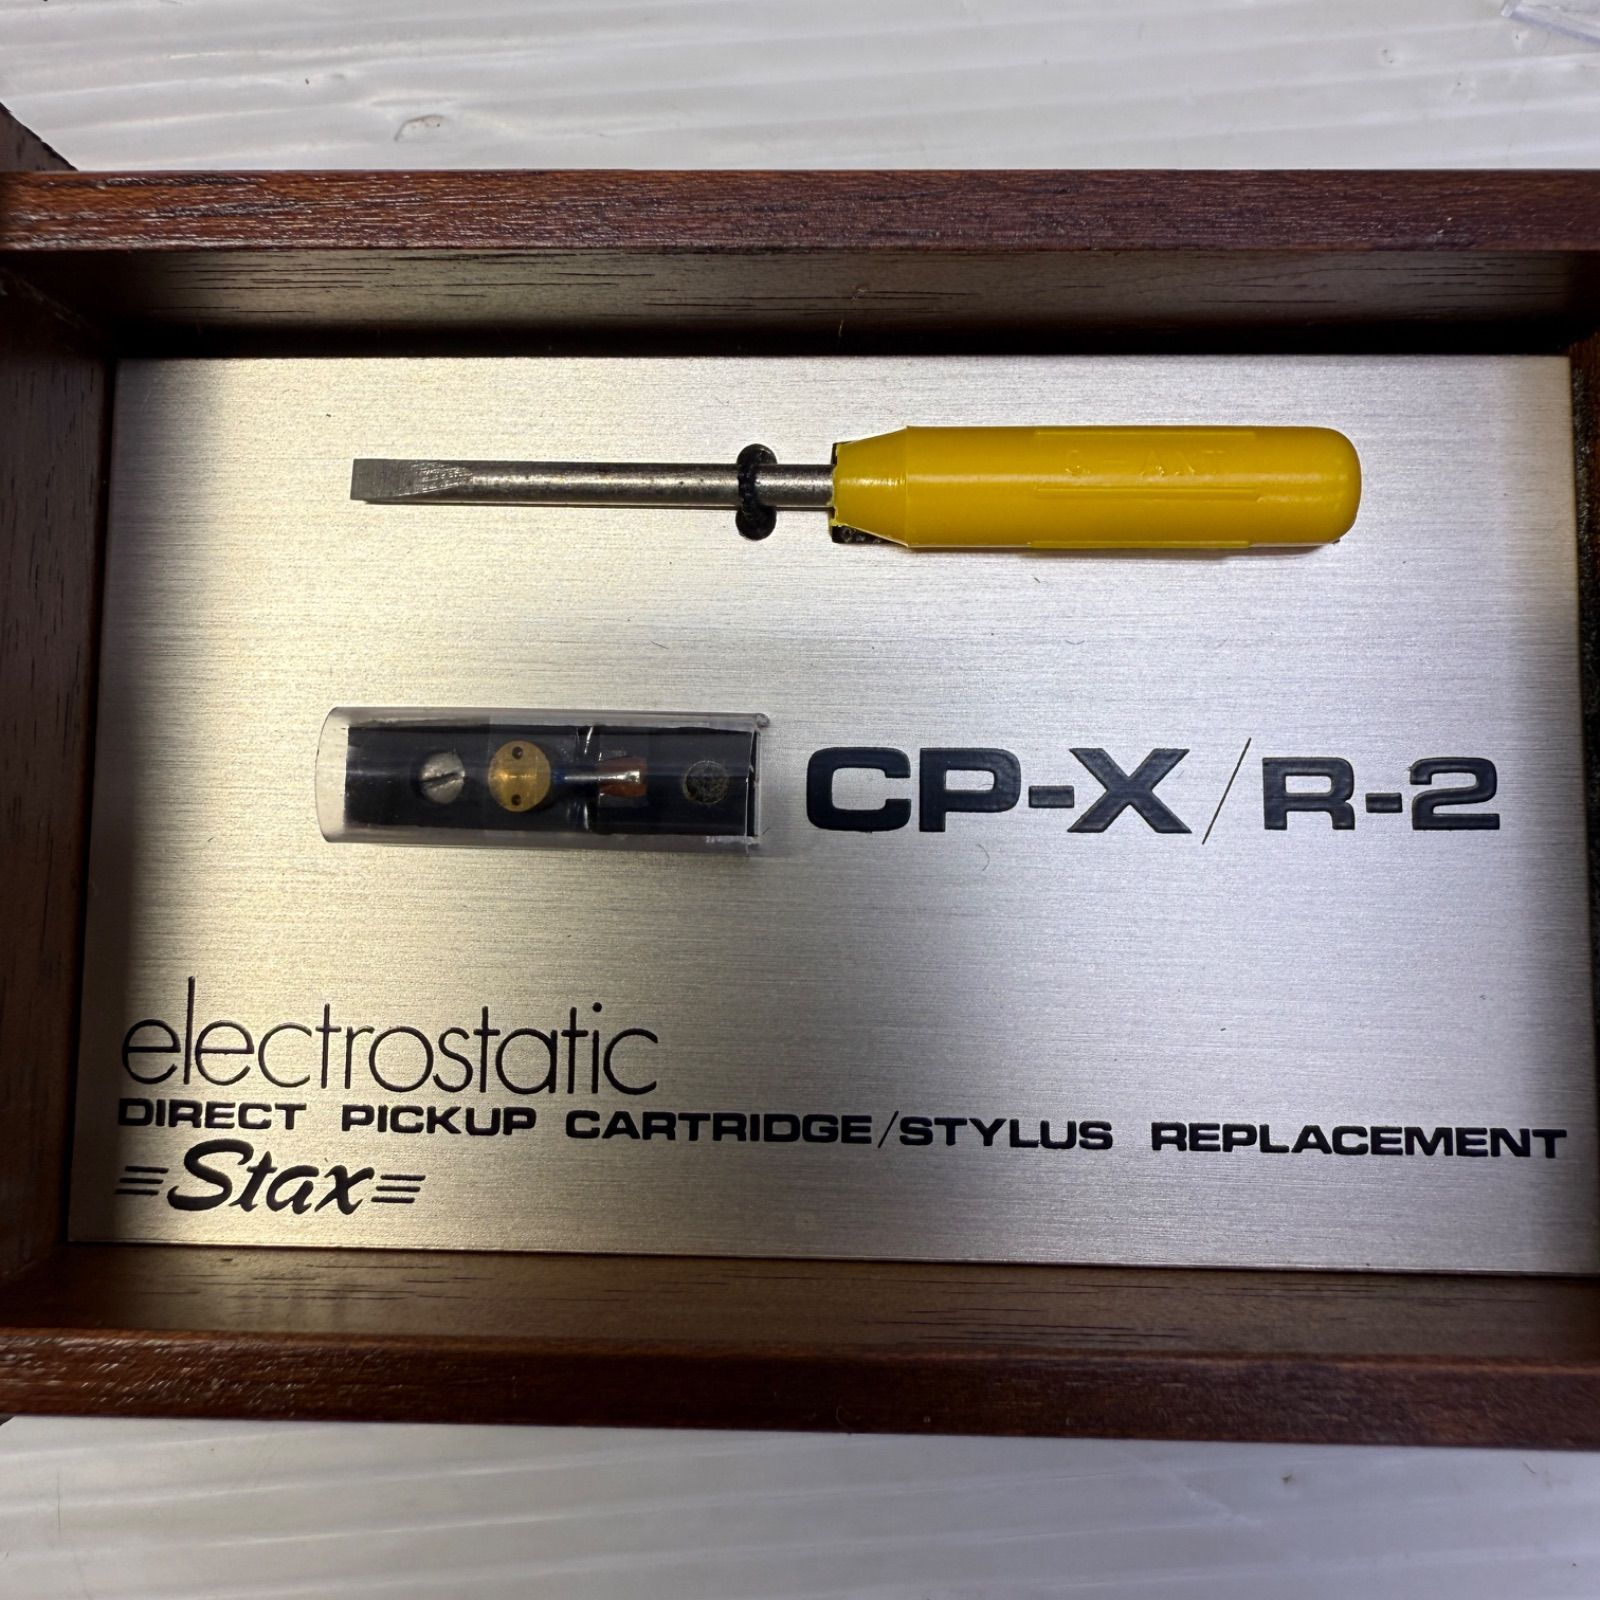 CP-X/R-2
electrostatic
DIRECT PICKUP CARTRIDGE/STYLUS REPLACEMENT
Stax